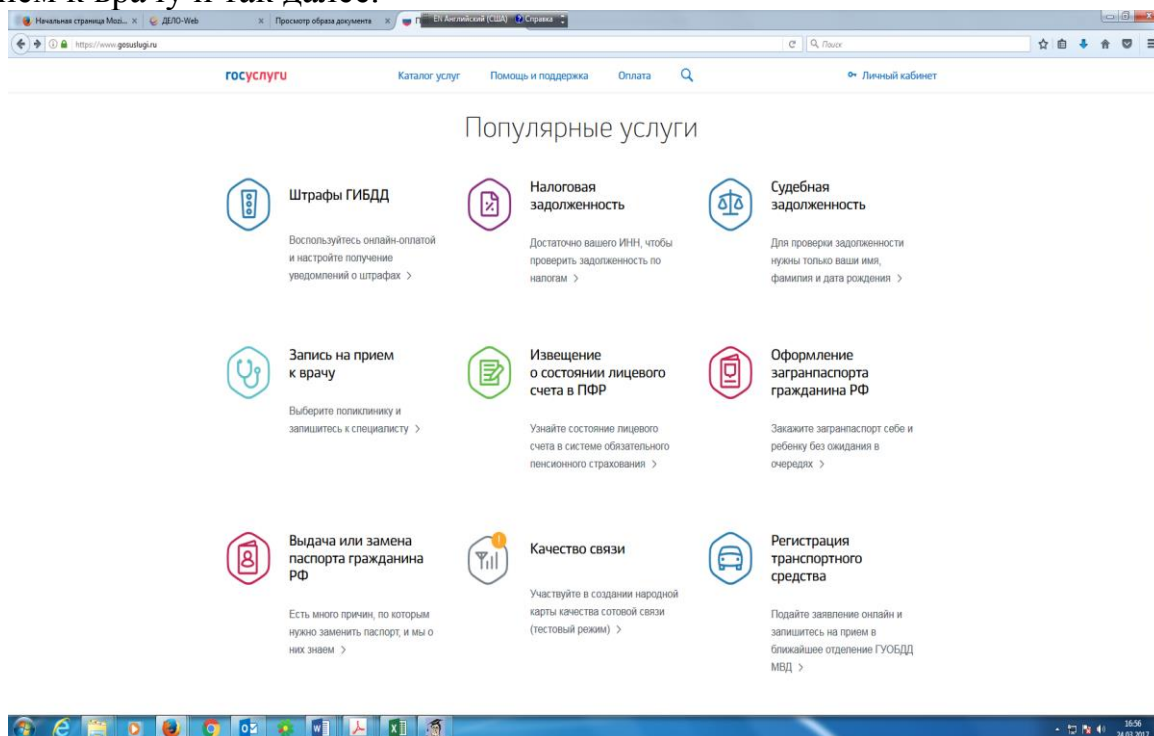 ием к врачу и так далее.
Начальная страница Mozi... × ДЕЛО-Web × Просмотр образа документа × П EN Английский (США) Справка
https://www.gosuslugi.ru Поиск
госуслуги Каталог услуг Помощь и поддержка Оплата Личный кабинет
Популярные услуги
Штрафы ГИБДД
Воспользуйтесь онлайн-оплатой
и настройте получение
уведомлений о штрафах >
Налоговая
задолженность
Достаточно вашего ИНН, чтобы
проверить задолженность по
налогам >
Судебная
задолженность
Для проверки задолженности
нужны только ваши имя,
фамилия и дата рождения >
Запись на прием
к врачу
Выберите поликлинику и
запишитесь к специалисту >
Извещение
о состоянии лицевого
счета в ПФР
Узнайте состояние лицевого
счета в системе обязательного
пенсионного страхования >
Оформление
загранпаспорта
гражданина РФ
Закажите загранпаспорт себе и
ребенку без ожидания в
очередях >
Выдача или замена
паспорта гражданина
РФ
Есть много причин, по которым
нужно заменить паспорт, и мы о
них знаем >
Качество связи
Участвуйте в создании народной
карты качества сотовой связи
(тестовый режим) >
Регистрация
транспортного
средства
Подайте заявление онлайн и
запишитесь на прием в
ближайшее отделение ГУОБДД
МВД >
16:56
24.03.2017